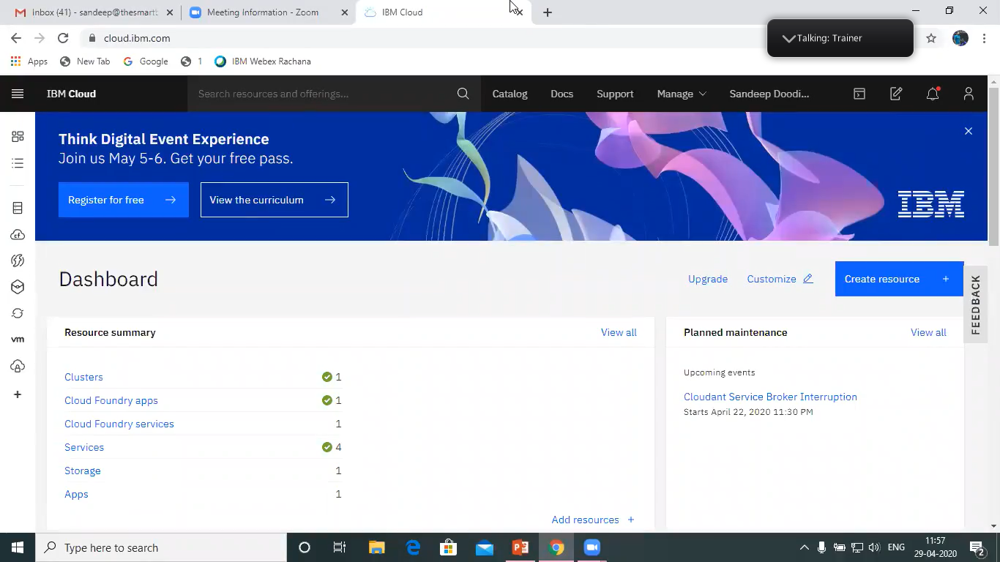 Inbox (41) - sandeep@thesmartt
Meeting Information - Zoom
IBM Cloud
cloud.ibm.com
Talking: Trainer
Apps
New Tab
Google
1
IBM Webex Rachana
IBM Cloud
Search resources and offerings...
Catalog
Docs
Support
Manage
Sandeep Doodi...
Think Digital Event Experience
Join us May 5-6. Get your free pass.
Register for free
View the curriculum
IBM
Dashboard
Upgrade
Customize
Create resource
FEEDBACK
cf
vm
Resource summary
View all
Clusters 1
Cloud Foundry apps 1
Cloud Foundry services 1
Services 4
Storage 1
Apps 1
Add resources +
Planned maintenance
View all
Upcoming events
Cloudant Service Broker Interruption
Starts April 22, 2020 11:30 PM
Type here to search
ENG
11:57
29-04-2020
2